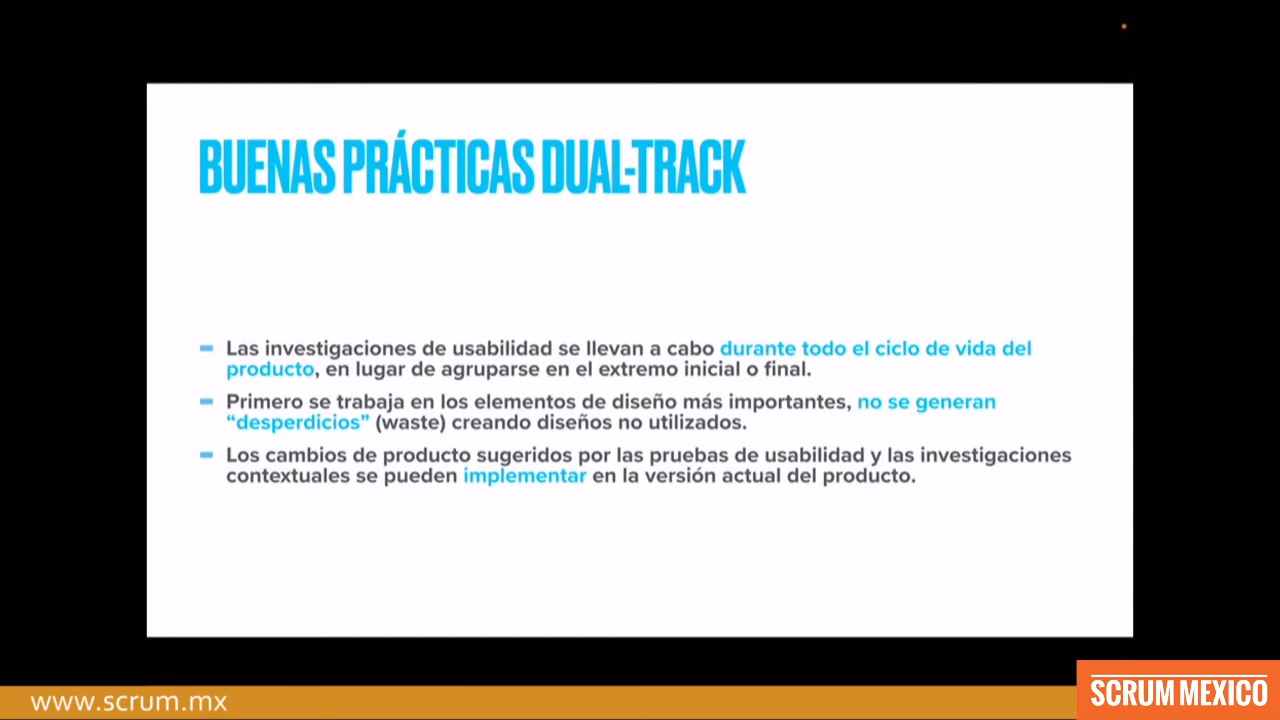 BUENAS PRÁCTICAS DUAL-TRACK
Las investigaciones de usabilidad se llevan a cabo durante todo el ciclo de vida del
producto, en lugar de agruparse en el extremo inicial o final.
Primero se trabaja en los elementos de diseño más importantes, no se generan
“desperdicios” (waste) creando diseños no utilizados.
Los cambios de producto sugeridos por las pruebas de usabilidad y las investigaciones
contextuales se pueden implementar en la versión actual del producto.
www.scrum.mx
SCRUM MEXICO